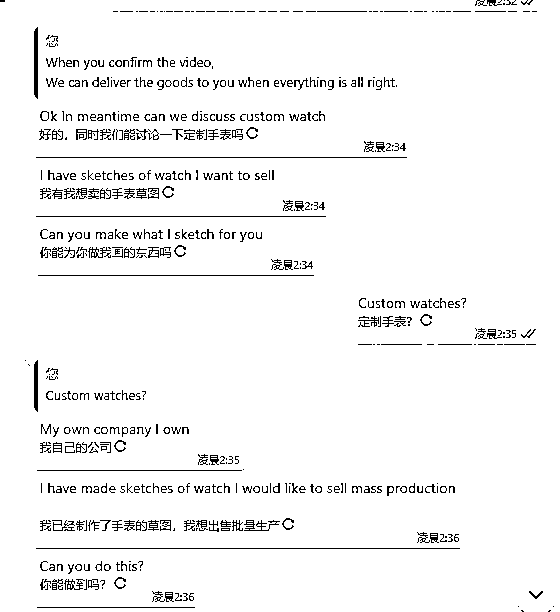 凌晨2:32
您
When you confirm the video,
We can deliver the goods to you when everything is all right.
Ok In meantime can we discuss custom watch
好的，同时我们能讨论一下定制手表吗
凌晨2:34
I have sketches of watch I want to sell
我有我想卖的手表草图
凌晨2:34
Can you make what I sketch for you
你能为你做我画的东西吗
凌晨2:34
Custom watches?
定制手表？
凌晨2:35
您
Custom watches?
My own company I own
我自己的公司
凌晨2:35
I have made sketches of watch I would like to sell mass production
我已经制作了手表的草图，我想出售批量生产
凌晨2:36
Can you do this?
你能做到吗？
凌晨2:36